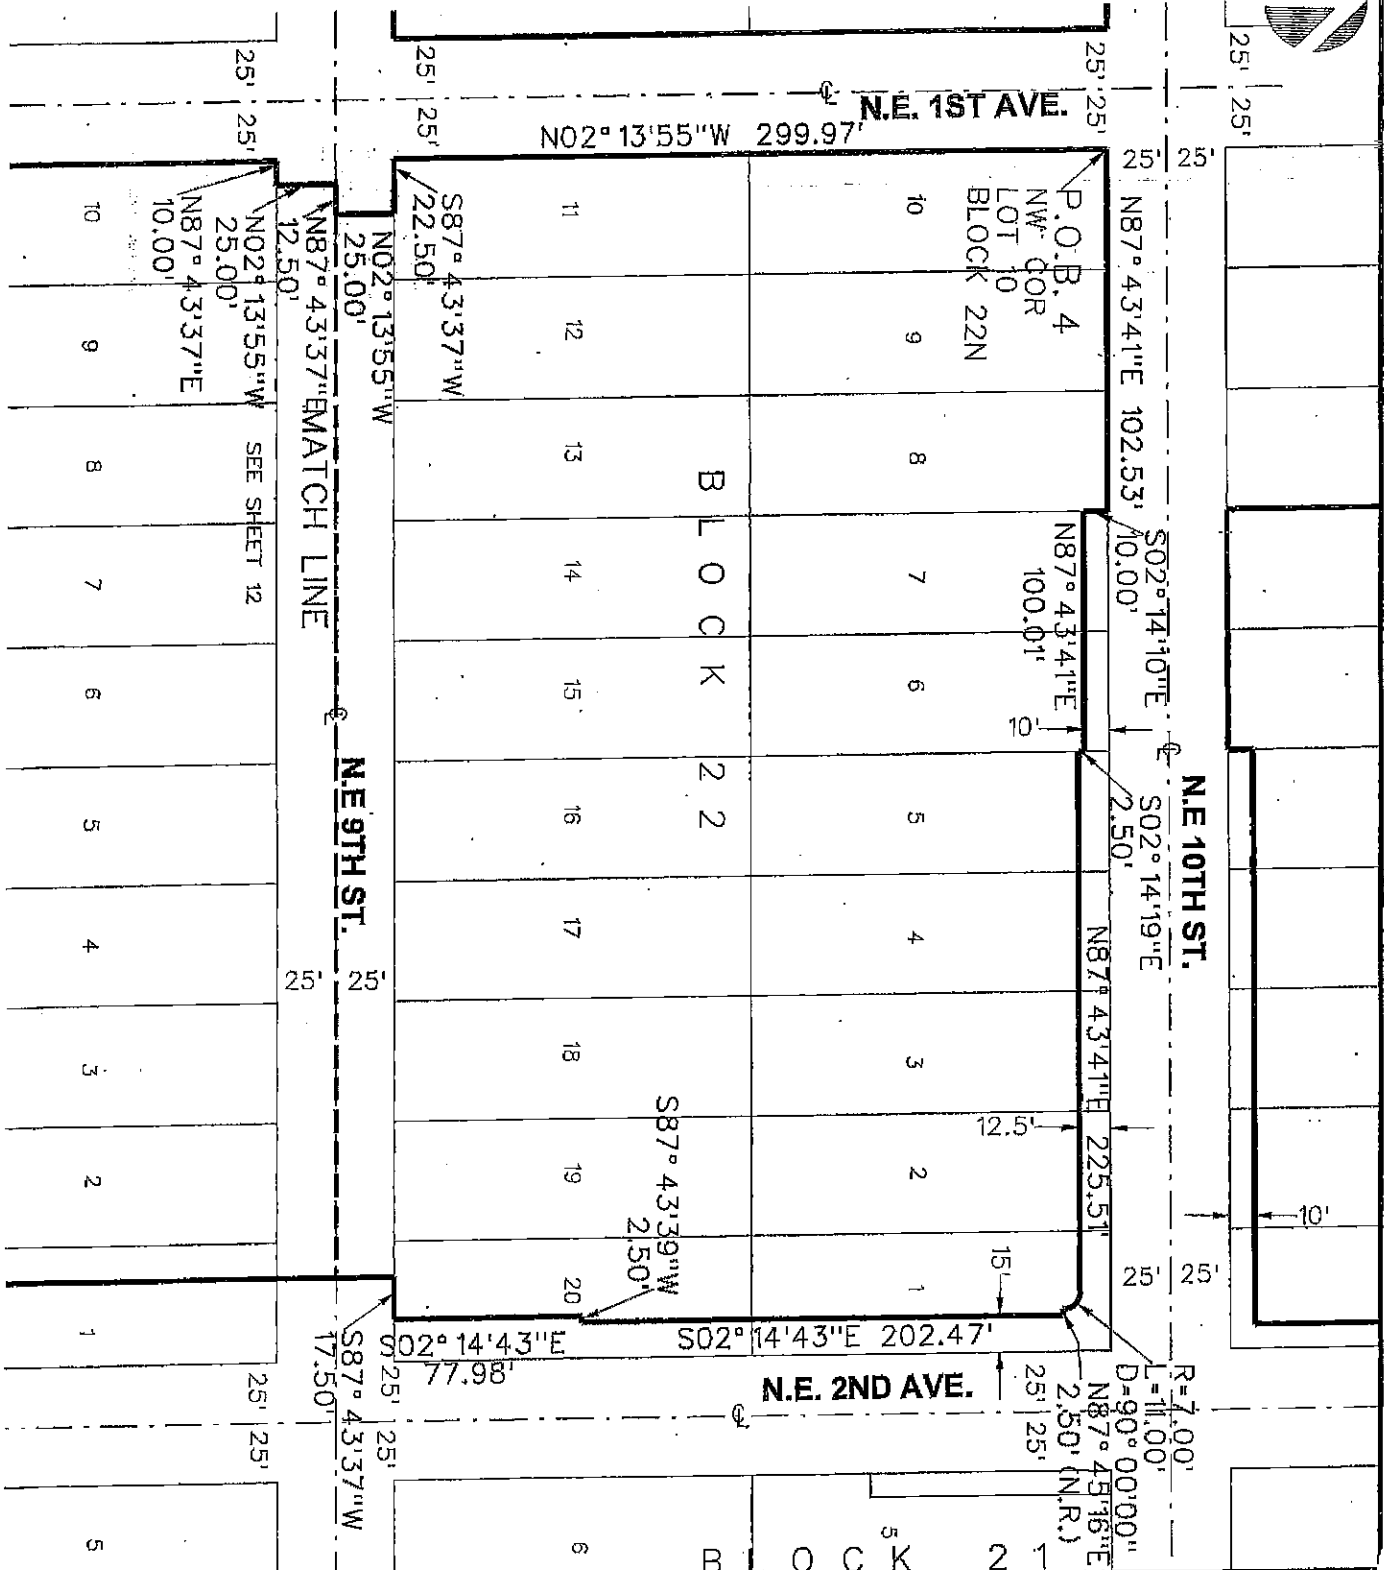 25'
25'
25'
25'
25'
25'
25'
25'
N.E. 1ST AVE.
N02°13'55"W 299.97'
25' 25'
P.O.B. 4
NW COR
LOT 10
BLOCK 22N
N87°43'41"E 102.53'
S02°14'10"E
10.00'
N87°43'41"E
100.01'
10'
S02°14'19"E
2.50'
N.E 10TH ST.
N87°43'41"E 225.51'
12.5'
10'
15'
25' 25'
R=7.00'
L=11.00'
D=90°00'00"
N87°45'16"E
2.50' (N.R.)
S87°43'37"W
22.50'
N02°13'55"W
25.00'
N87°43'37"E
12.50'
N02°13'55"W
25.00'
N87°43'37"E
10.00'
MATCH LINE
SEE SHEET 12
N.E 9TH ST.
25' 25'
BLOCK 22
10
9
8
7
6
5
4
3
2
1
11
12
13
14
15
16
17
18
19
20
10
9
8
7
6
5
4
3
2
1
S87°43'39"W
2.50'
S02°14'43"E 202.47'
S02°14'43"E
77.98'
S87°43'37"W
17.50'
N.E. 2ND AVE.
25' 25'
25' 25'
25' 25'
5
6
5
BLOCK 21